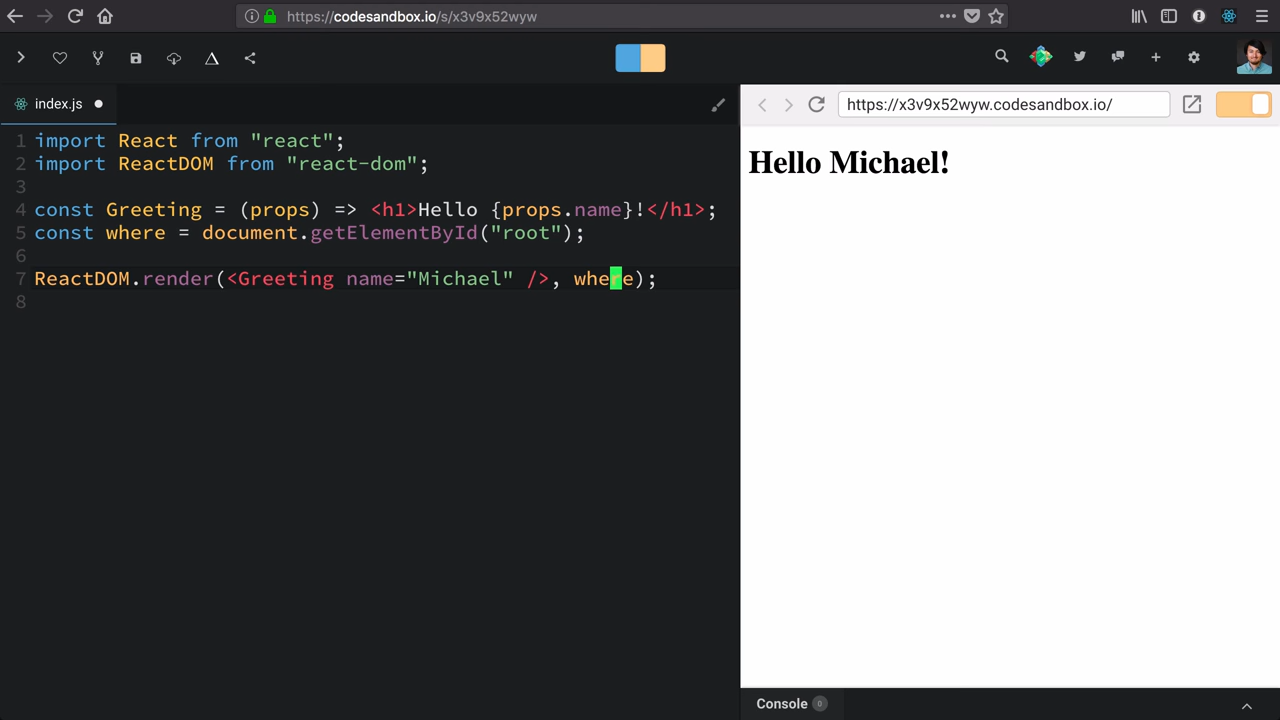 https://codesandbox.io/s/x3v9x52wyw
index.js
https://x3v9x52wyw.codesandbox.io/
1 import React from "react";
2 import ReactDOM from "react-dom";
3
4 const Greeting = (props) => <h1>Hello {props.name}!</h1>;
5 const where = document.getElementById("root");
6
7 ReactDOM.render(<Greeting name="Michael" />, where);
8
Hello Michael!
Console 0